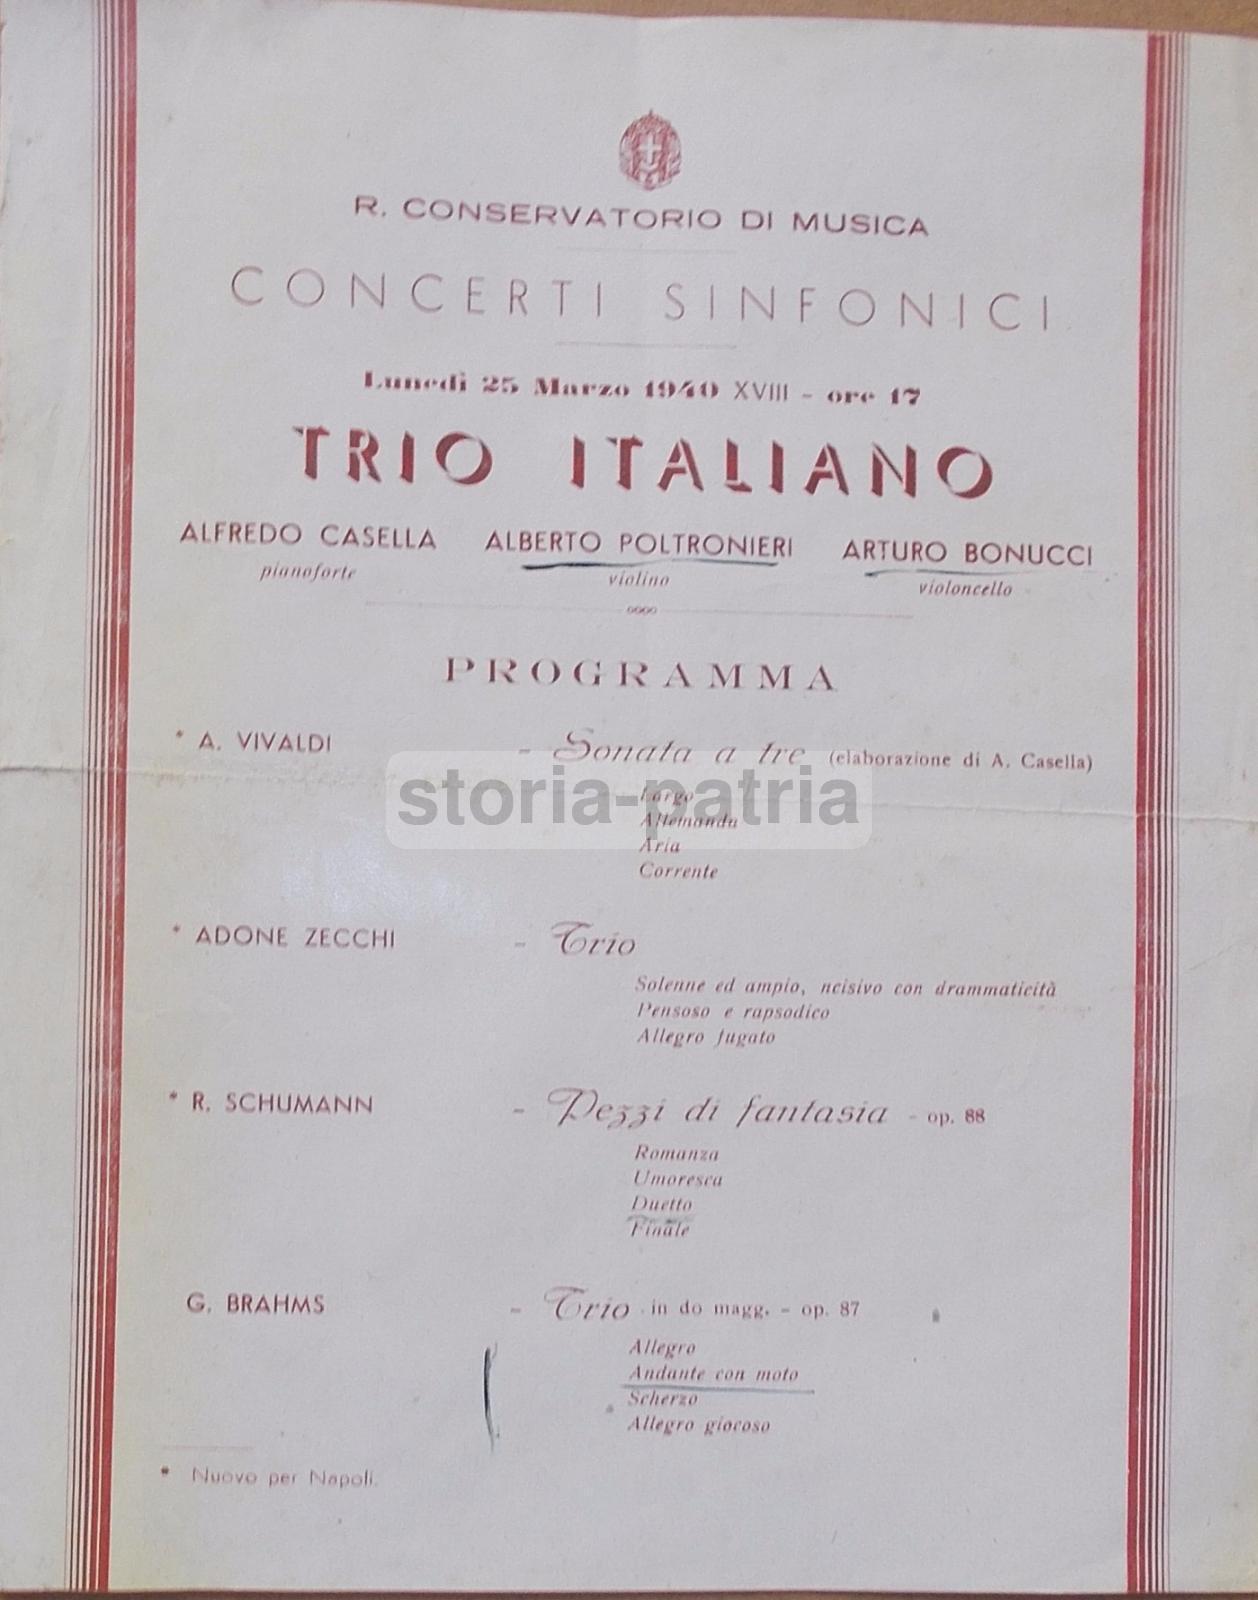 R. CONSERVATORIO DI MUSICA
CONCERTI SINFONICI
Lunedì 25 Marzo 1940 XVIII - ore 17
TRIO ITALIANO
ALFREDO CASELLA ALBERTO POLTRONIERI ARTURO BONUCCI
pianoforte violino violoncello
PROGRAMMA
* A. VIVALDI - Sonata a tre (elaborazione di A. Casella)
storia-patria
Largo
Allemanda
Aria
Corrente
* ADONE ZECCHI - Trio
Solenne ed ampio, ncisivo con drammaticità
Pensoso e rapsodico
Allegro fugato
* R. SCHUMANN - Pezzi di fantasia - op. 88
Romanza
Umoresca
Duetto
Finale
G. BRAHMS - Trio in do magg. - op. 87
Allegro
Andante con moto
Scherzo
Allegro giocoso
* Nuovo per Napoli.